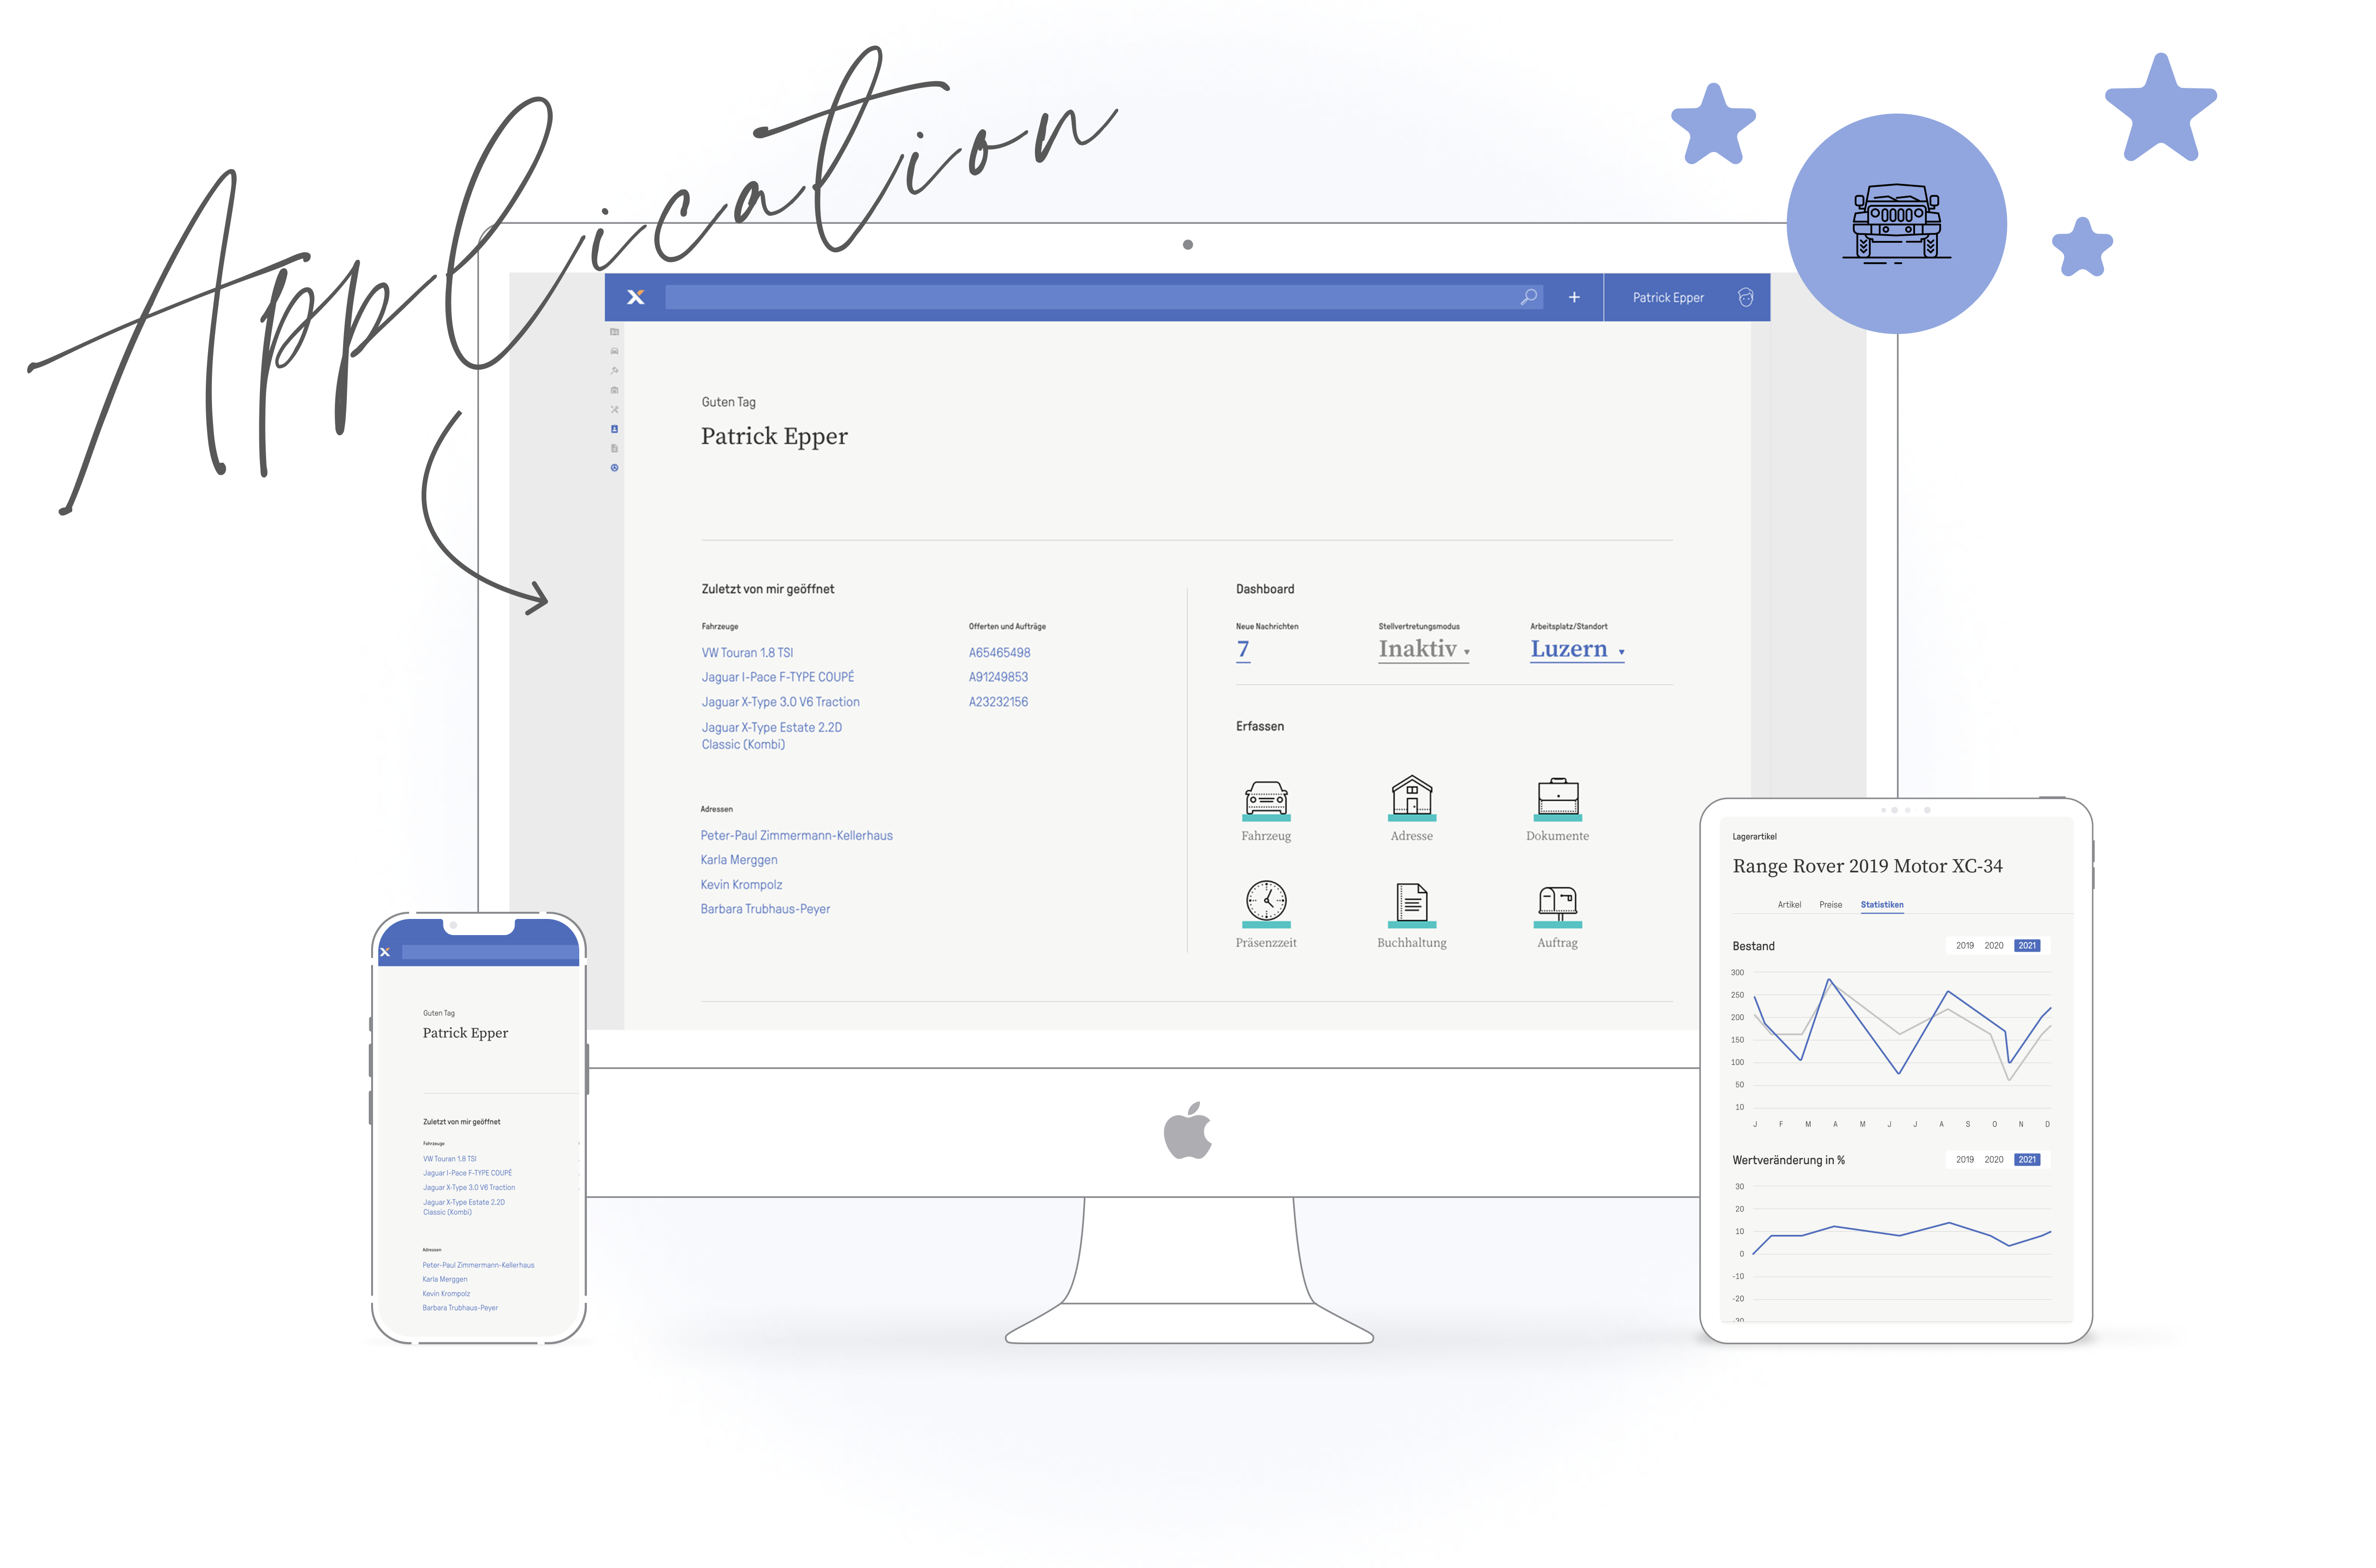 Application
Patrick Epper
Guten Tag
Patrick Epper
Zuletzt von mir geöffnet
Fahrzeuge
VW Touran 1.8 TSI
Jaguar I-Pace F-TYPE COUPÉ
Jaguar X-Type 3.0 V6 Traction
Jaguar X-Type Estate 2.2D
Classic (Kombi)
Offerten und Aufträge
A65465498
A91249853
A23232156
Adressen
Peter-Paul Zimmermann-Kellerhaus
Karla Merggen
Kevin Krompolz
Barbara Trubhaus-Peyer
Dashboard
Neue Nachrichten
7
Stellvertretungsmodus
Inaktiv
Arbeitsplatz/Standort
Luzern
Erfassen
Fahrzeug
Adresse
Dokumente
Präsenzzeit
Buchhaltung
Auftrag
Guten Tag
Patrick Epper
Zuletzt von mir geöffnet
Fahrzeuge
VW Touran 1.8 TSI
Jaguar I-Pace F-TYPE COUPÉ
Jaguar X-Type 3.0 V6 Traction
Jaguar X-Type Estate 2.2D
Classic (Kombi)
Adressen
Peter-Paul Zimmermann-Kellerhaus
Karla Merggen
Kevin Krompolz
Barbara Trubhaus-Peyer
Lagerartikel
Range Rover 2019 Motor XC-34
Artikel Preise Statistiken
Bestand 2019 2020 2021
300
250
200
150
100
50
10
J F M A M J J A S O N D
Wertveränderung in % 2019 2020 2021
30
20
10
0
-10
-20
-30